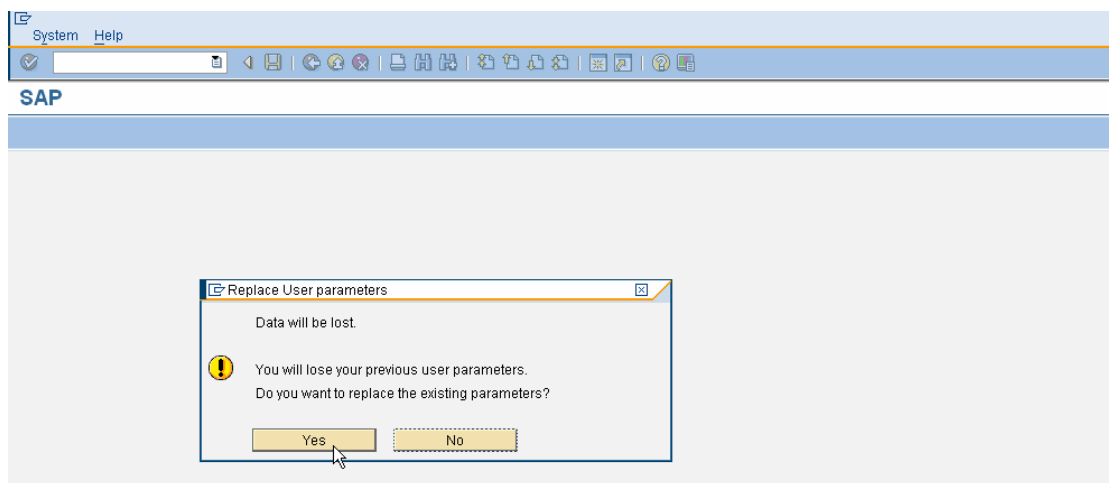 System Help
SAP
Replace User parameters
Data will be lost.
You will lose your previous user parameters.
Do you want to replace the existing parameters?
Yes No